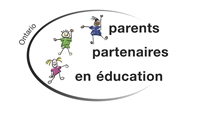 Ontario
parents
partenaires
en éducation